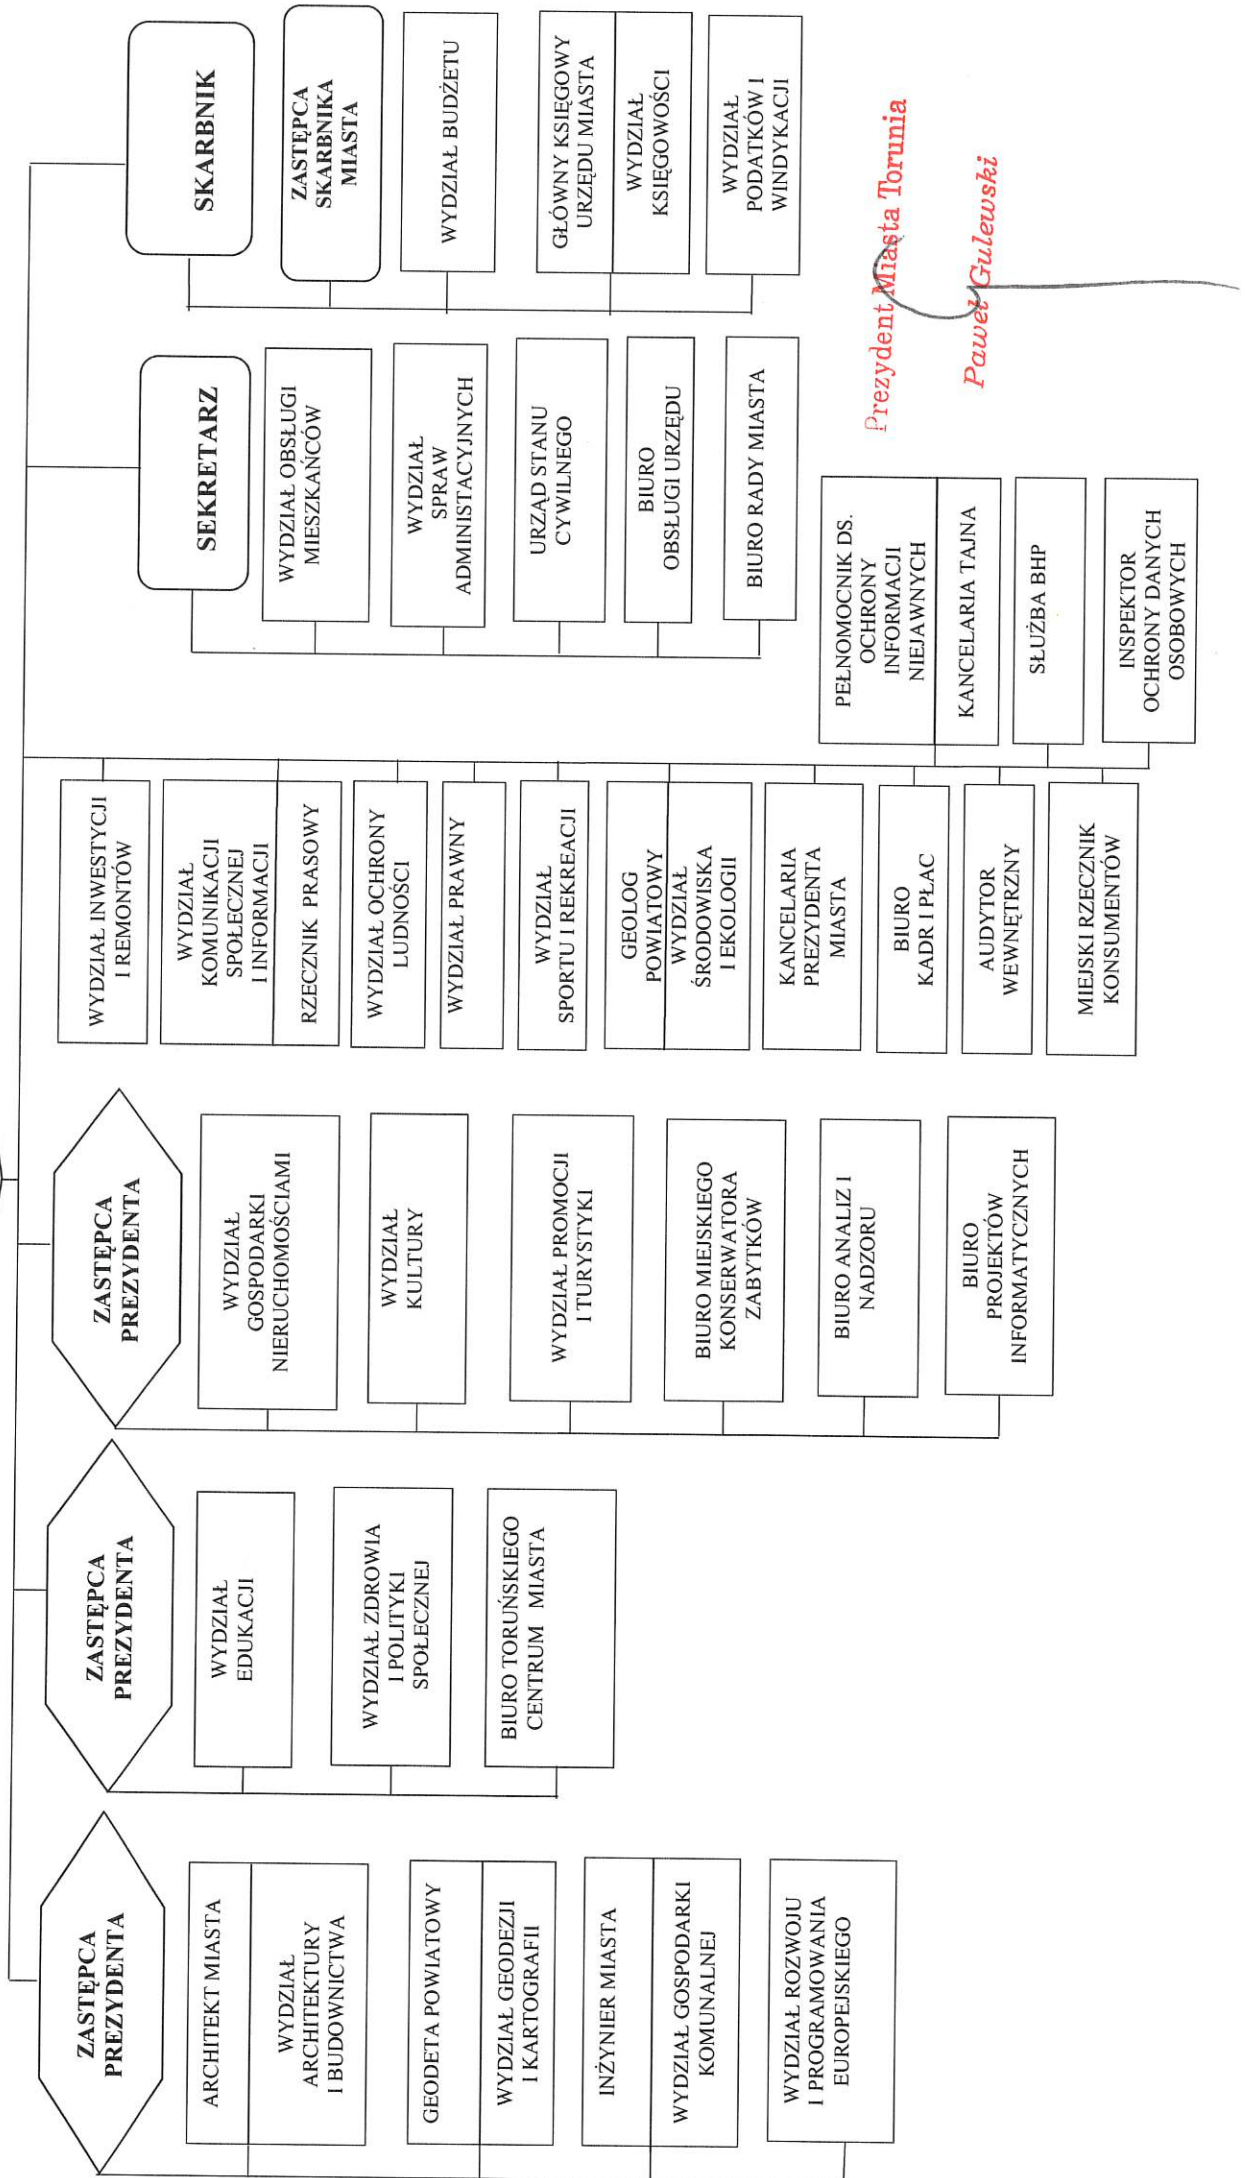 ZASTĘPCA
PREZYDENTA
ARCHITEKT MIASTA
WYDZIAŁ
ARCHITEKTURY
I BUDOWNICTWA
GEODETA POWIATOWY
WYDZIAŁ GEODEZJI
I KARTOGRAFII
INŻYNIER MIASTA
WYDZIAŁ GOSPODARKI
KOMUNALNEJ
WYDZIAŁ ROZWOJU
I PROGRAMOWANIA
EUROPEJSKIEGO
ZASTĘPCA
PREZYDENTA
WYDZIAŁ
EDUKACJI
WYDZIAŁ ZDROWIA
I POLITYKI
SPOŁECZNEJ
BIURO TORUŃSKIEGO
CENTRUM MIASTA
ZASTĘPCA
PREZYDENTA
WYDZIAŁ
GOSPODARKI
NIERUCHOMOŚCIAMI
WYDZIAŁ
KULTURY
WYDZIAŁ PROMOCJI
I TURYSTYKI
BIURO MIEJSKIEGO
KONSERWATORA
ZABYTKÓW
BIURO ANALIZ I
NADZORU
BIURO
PROJEKTÓW
INFORMATYCZNYCH
WYDZIAŁ INWESTYCJI
I REMONTÓW
WYDZIAŁ
KOMUNIKACJI
SPOŁECZNEJ
I INFORMACJI
RZECZNIK PRASOWY
WYDZIAŁ OCHRONY
LUDNOŚCI
WYDZIAŁ PRAWNY
WYDZIAŁ
SPORTU I REKREACJI
GEOLOG
POWIATOWY
WYDZIAŁ
ŚRODOWISKA
I EKOLOGII
KANCELARIA
PREZYDENTA
MIASTA
BIURO
KADR I PŁAC
AUDYTOR
WEWNĘTRZNY
MIEJSKI RZECZNIK
KONSUMENTÓW
PEŁNOMOCNIK DS.
OCHRONY
INFORMACJI
NIEJAWNYCH
KANCELARIA TAJNA
SŁUŻBA BHP
INSPEKTOR
OCHRONY DANYCH
OSOBOWYCH
SEKRETARZ
WYDZIAŁ OBSŁUGI
MIESZKAŃCÓW
WYDZIAŁ
SPRAW
ADMINISTACYJNYCH
URZĄD STANU
CYWILNEGO
BIURO
OBSŁUGI URZĘDU
BIURO RADY MIASTA
SKARBNIK
ZASTĘPCA
SKARBNIKA
MIASTA
WYDZIAŁ BUDŻETU
GŁÓWNY KSIĘGOWY
URZĘDU MIASTA
WYDZIAŁ
KSIĘGOWOŚCI
WYDZIAŁ
PODATKÓW I
WINDYKACJI
Prezydent Miasta Torunia
Paweł Gulewski